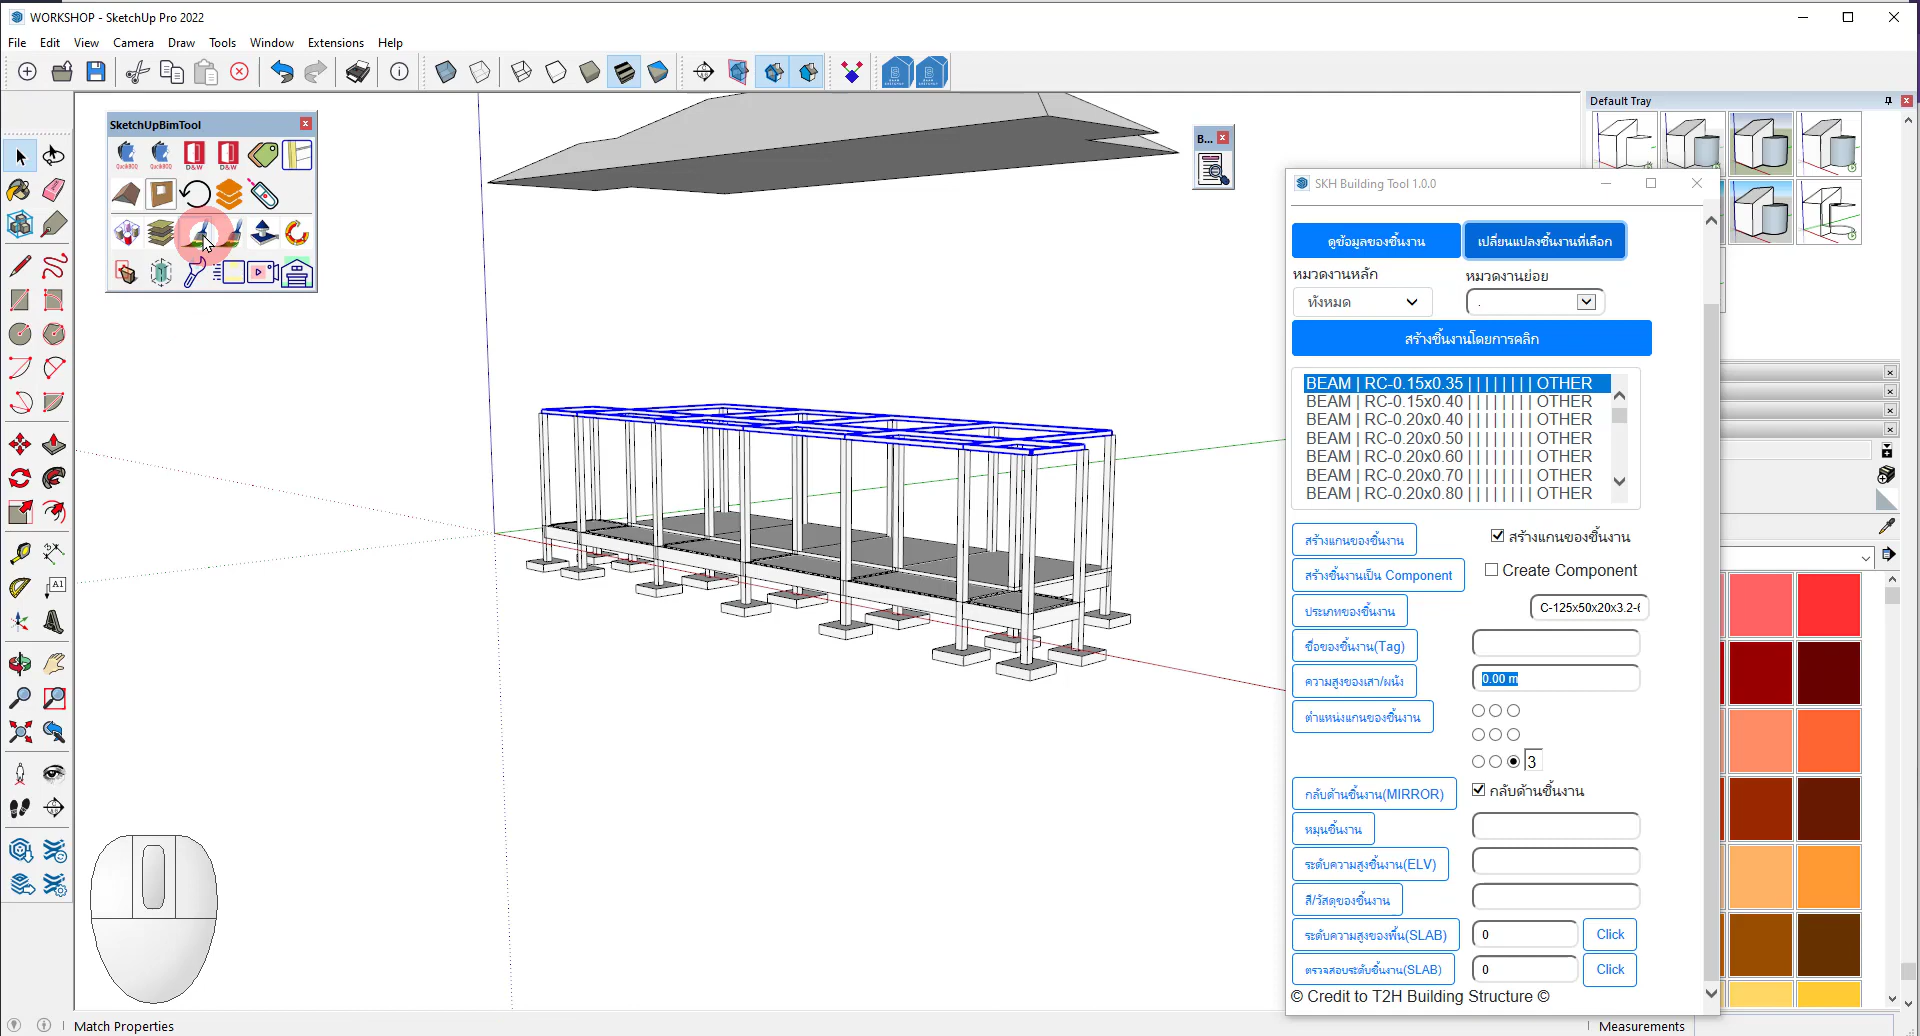 WORKSHOP - SketchUp Pro 2022
File Edit View Camera Draw Tools Window Extensions Help
Default Tray
SketchUpBimTool
D&W D&W
B...
SKH Building Tool 1.0.0
ดูข้อมูลของชิ้นงาน เปลี่ยนแปลงชิ้นงานที่เลือก
หมวดงานหลัก หมวดงานย่อย
ทั้งหมด .
สร้างชิ้นงานโดยการคลิก
BEAM | RC-0.15x0.35 | | | | | | | | OTHER
BEAM | RC-0.15x0.40 | | | | | | | | OTHER
BEAM | RC-0.20x0.40 | | | | | | | | OTHER
BEAM | RC-0.20x0.50 | | | | | | | | OTHER
BEAM | RC-0.20x0.60 | | | | | | | | OTHER
BEAM | RC-0.20x0.70 | | | | | | | | OTHER
BEAM | RC-0.20x0.80 | | | | | | | | OTHER
สร้างแกนของชิ้นงาน สร้างแกนของชิ้นงาน
สร้างชิ้นงานเป็น Component Create Component
ประเภทของชิ้นงาน C-125x50x20x3.2-6
ชื่อของชิ้นงาน(Tag)
ความสูงของเสา/ผนัง 0.00 m
ตำแหน่งแกนของชิ้นงาน
3
กลับด้านชิ้นงาน(MIRROR) กลับด้านชิ้นงาน
หมุนชิ้นงาน
ระดับความสูงชิ้นงาน(ELV)
สี/วัสดุของชิ้นงาน
ระดับความสูงของพื้น(SLAB) 0 Click
ตรวจสอบระดับชิ้นงาน(SLAB) 0 Click
© Credit to T2H Building Structure ©
A1
Match Properties
Measurements